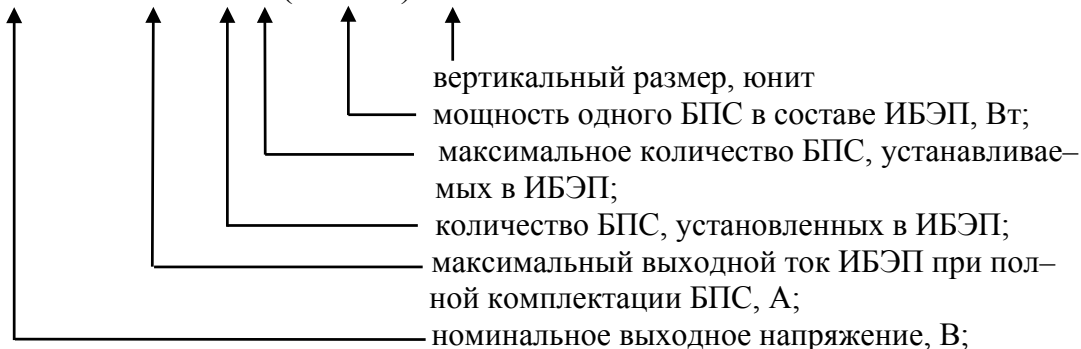 вертикальный размер, юнит
мощность одного БПС в составе ИБЭП, Вт;
максимальное количество БПС, устанавливае–
мых в ИБЭП;
количество БПС, установленных в ИБЭП;
максимальный выходной ток ИБЭП при пол–
ной комплектации БПС, А;
номинальное выходное напряжение, В;